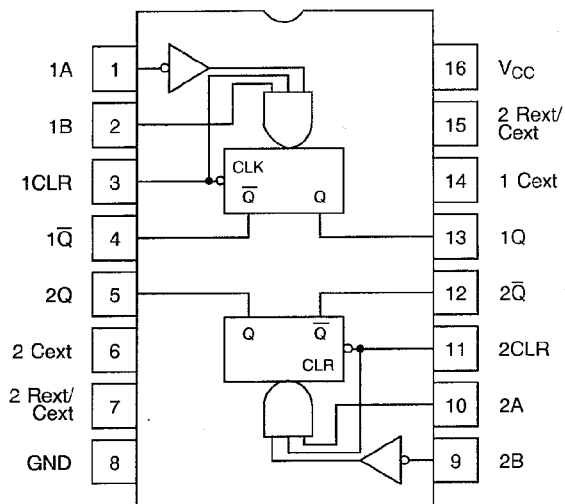 1A 1
1B 2
1CLR 3
1Q̅ 4
2Q 5
2 Cext 6
2 Rext/
Cext 7
GND 8
CLK
Q̅ Q
Q Q̅
CLR
16 VCC
15 2 Rext/
Cext
14 1 Cext
13 1Q
12 2Q̅
11 2CLR
10 2A
9 2B